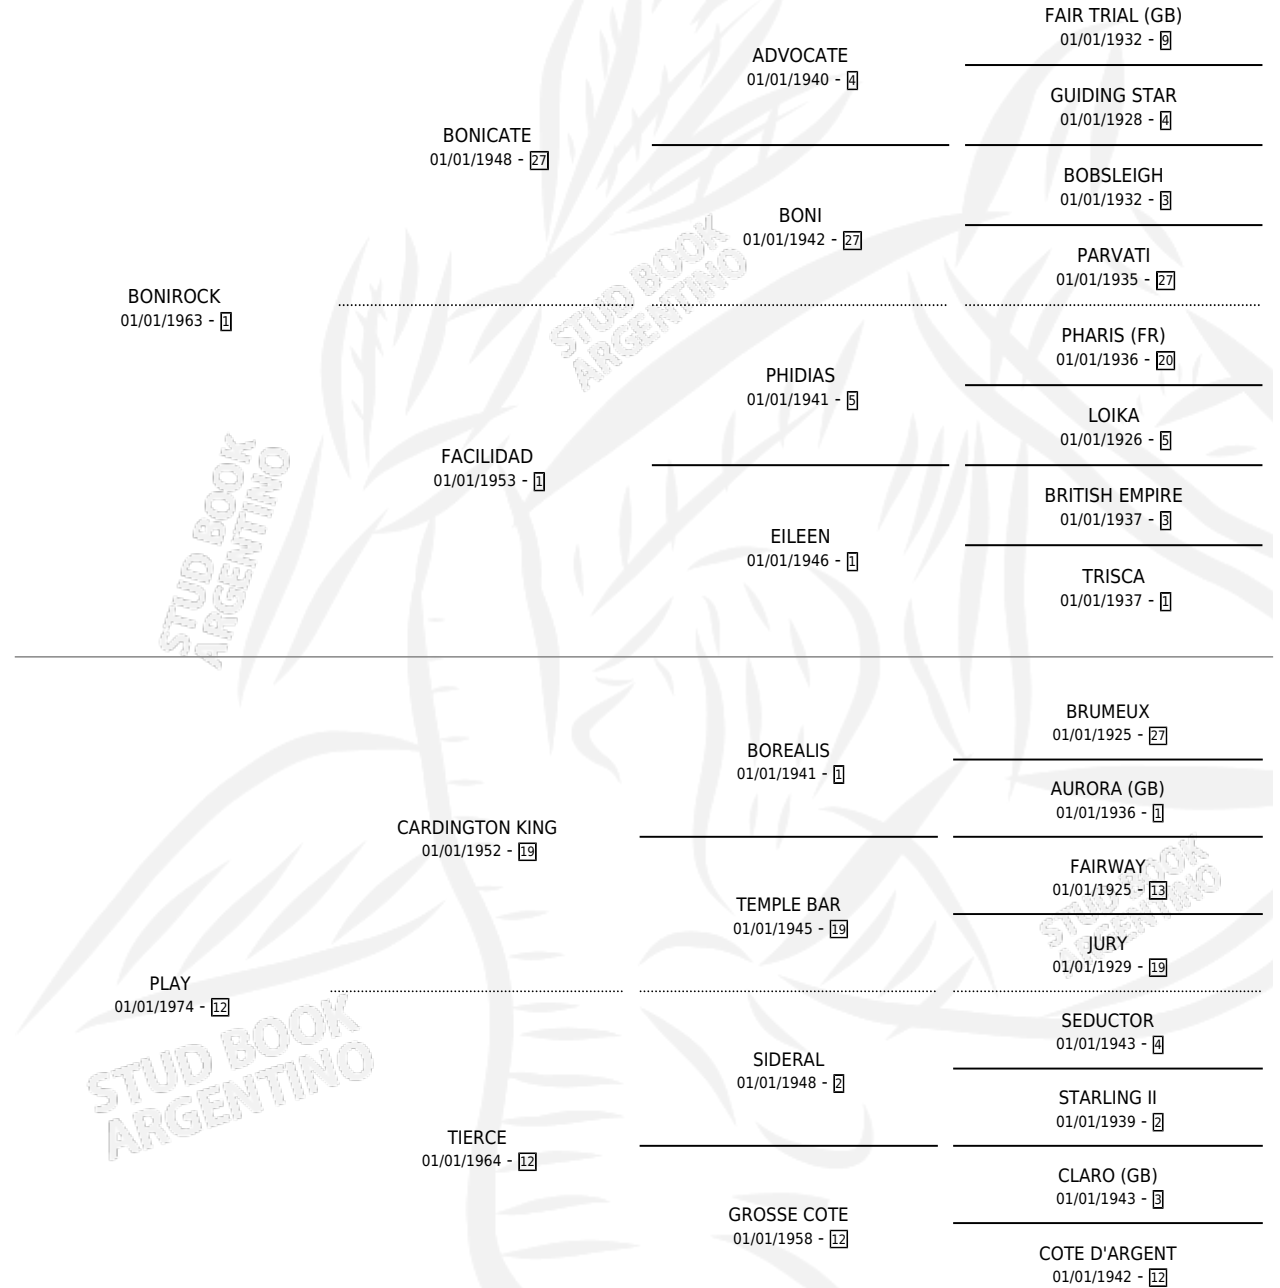 FAIR TRIAL (GB)
01/01/1932 - 9
ADVOCATE
01/01/1940 - 4
GUIDING STAR
01/01/1928 - 4
BONICATE
01/01/1948 - 27
BOBSLEIGH
01/01/1932 - 3
BONI
01/01/1942 - 27
PARVATI
01/01/1935 - 27
BONIROCK
01/01/1963 - 1
PHARIS (FR)
01/01/1936 - 20
PHIDIAS
01/01/1941 - 5
LOIKA
01/01/1926 - 5
FACILIDAD
01/01/1953 - 1
BRITISH EMPIRE
01/01/1937 - 3
EILEEN
01/01/1946 - 1
TRISCA
01/01/1937 - 1
BRUMEUX
01/01/1925 - 27
BOREALIS
01/01/1941 - 1
AURORA (GB)
01/01/1936 - 1
CARDINGTON KING
01/01/1952 - 19
FAIRWAY
01/01/1925 - 13
TEMPLE BAR
01/01/1945 - 19
JURY
01/01/1929 - 19
PLAY
01/01/1974 - 12
SEDUCTOR
01/01/1943 - 4
SIDERAL
01/01/1948 - 2
STARLING II
01/01/1939 - 2
TIERCE
01/01/1964 - 12
CLARO (GB)
01/01/1943 - 3
GROSSE COTE
01/01/1958 - 12
COTE D'ARGENT
01/01/1942 - 12
STUD BOOK
ARGENTINO
STUD BOOK
ARGENTINO
STUD BOOK
ARGENTINO
STUD BOOK
ARGENTINO